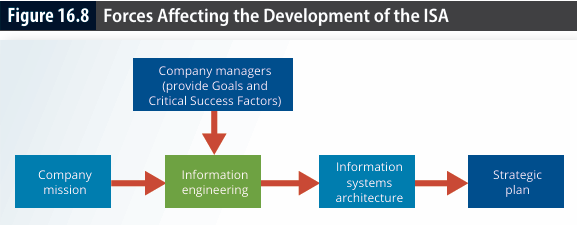 Figure 16.8 Forces Affecting the Development of the ISA
Company managers
(provide Goals and
Critical Success Factors)
Company
mission
Information
engineering
Information
systems
architecture
Strategic
plan